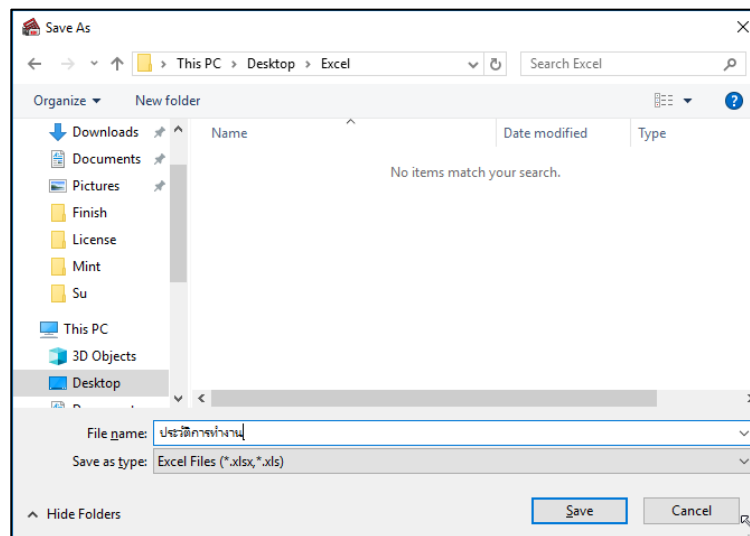 Save As
This PC > Desktop > Excel
Search Excel
Organize
New folder
Name
Date modified
Type
No items match your search.
Downloads
Documents
Pictures
Finish
License
Mint
Su
This PC
3D Objects
Desktop
File name: ประวัติการทำงาน
Save as type: Excel Files (*.xlsx,*.xls)
Hide Folders
Save
Cancel